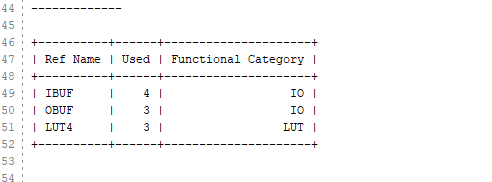 44 -------------
45
46 +----------+------+---------------------+
47 | Ref Name | Used | Functional Category |
48 +----------+------+---------------------+
49 | IBUF     |    4 |                  IO |
50 | OBUF     |    3 |                  IO |
51 | LUT4     |    3 |                 LUT |
52 +----------+------+---------------------+
53
54